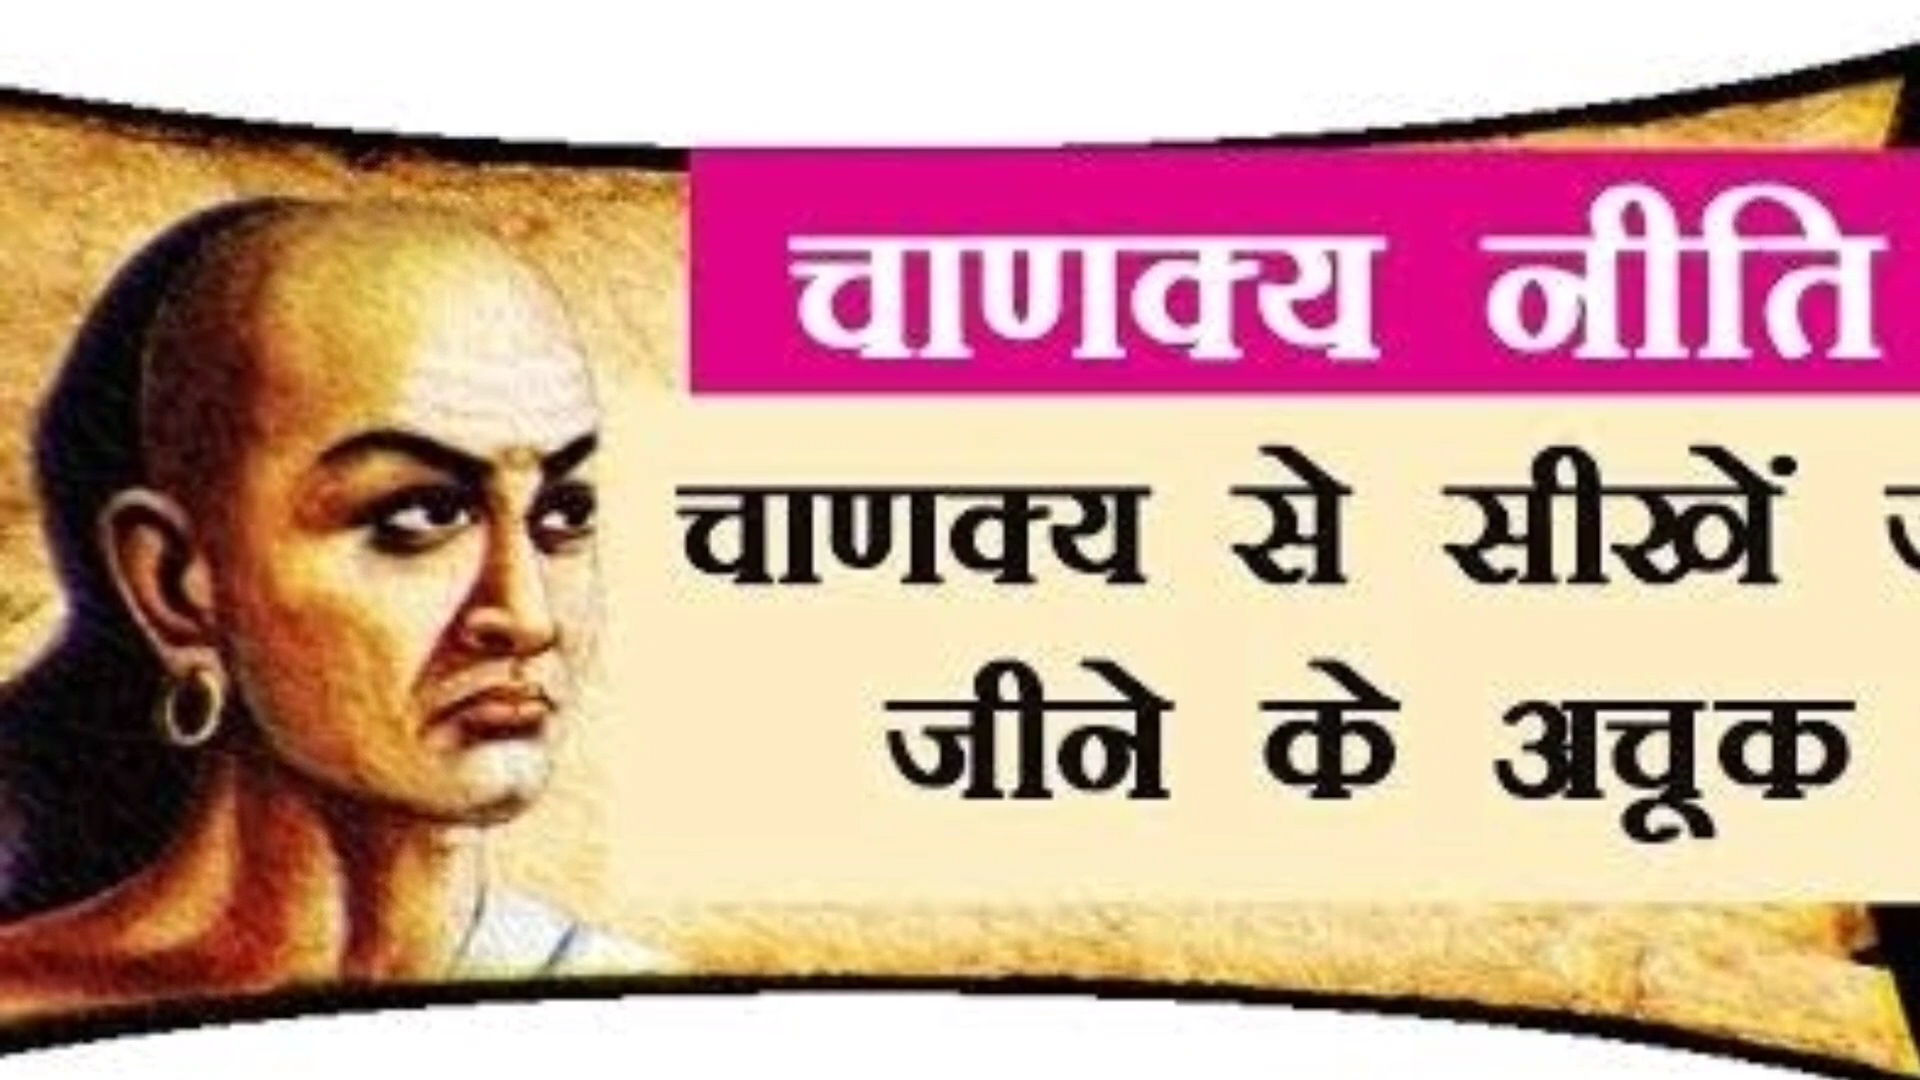 चाणक्य नीति
चाणक्य से सीखें
जीने के अचूक